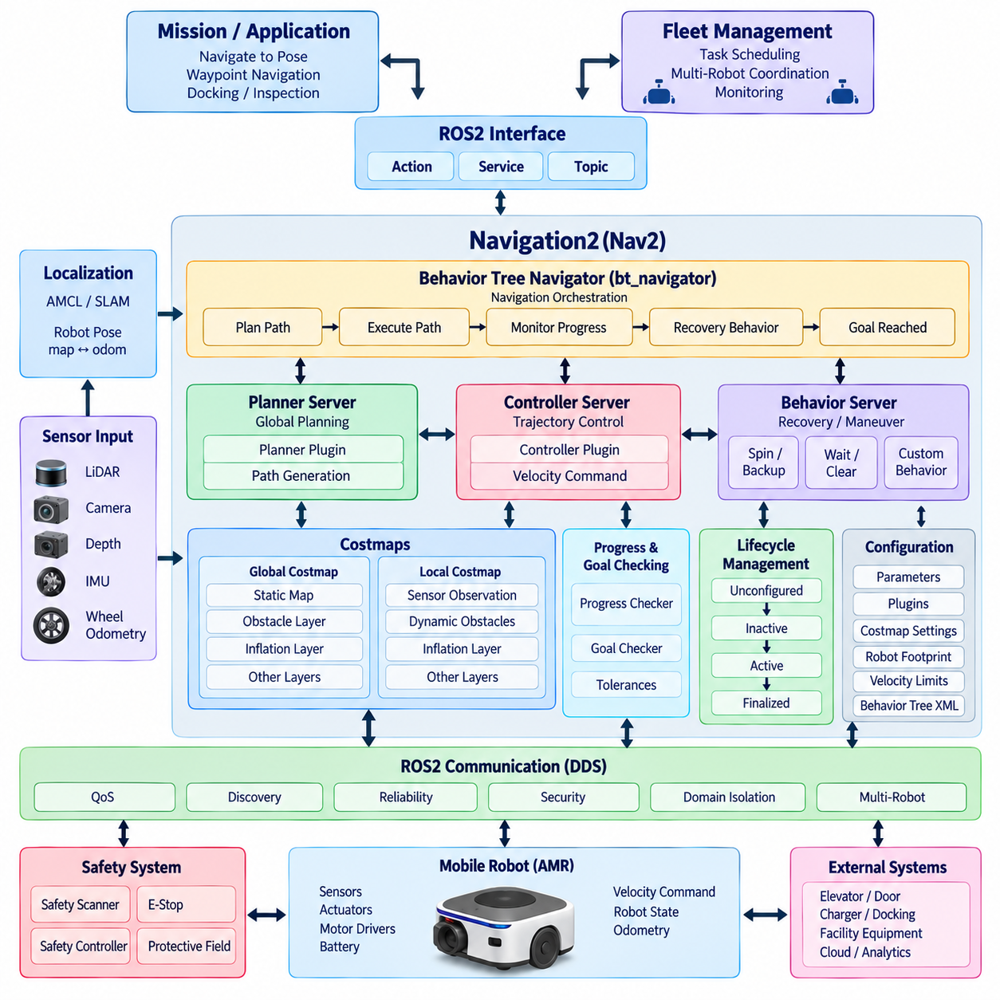 Mission / Application
Navigate to Pose
Waypoint Navigation
Docking / Inspection
Fleet Management
Task Scheduling
Multi-Robot Coordination
Monitoring
ROS2 Interface
Action
Service
Topic
Navigation2 (Nav2)
Localization
AMCL / SLAM
Robot Pose
map ↔ odom
Behavior Tree Navigator (bt_navigator)
Navigation Orchestration
Plan Path
Execute Path
Monitor Progress
Recovery Behavior
Goal Reached
Sensor Input
LiDAR
Camera
Depth
IMU
Wheel
Odometry
Planner Server
Global Planning
Planner Plugin
Path Generation
Controller Server
Trajectory Control
Controller Plugin
Velocity Command
Behavior Server
Recovery / Maneuver
Spin /
Backup
Wait /
Clear
Custom
Behavior
Costmaps
Global Costmap
Static Map
Obstacle Layer
Inflation Layer
Other Layers
Local Costmap
Sensor Observation
Dynamic Obstacles
Inflation Layer
Other Layers
Progress &
Goal Checking
Progress Checker
Goal Checker
Tolerances
Lifecycle
Management
Unconfigured
Inactive
Active
Finalized
Configuration
Parameters
Plugins
Costmap Settings
Robot Footprint
Velocity Limits
Behavior Tree XML
ROS2 Communication (DDS)
QoS
Discovery
Reliability
Security
Domain Isolation
Multi-Robot
Safety System
Safety Scanner
E-Stop
Safety Controller
Protective Field
Mobile Robot (AMR)
Sensors
Actuators
Motor Drivers
Battery
Velocity Command
Robot State
Odometry
External Systems
Elevator / Door
Charger / Docking
Facility Equipment
Cloud / Analytics